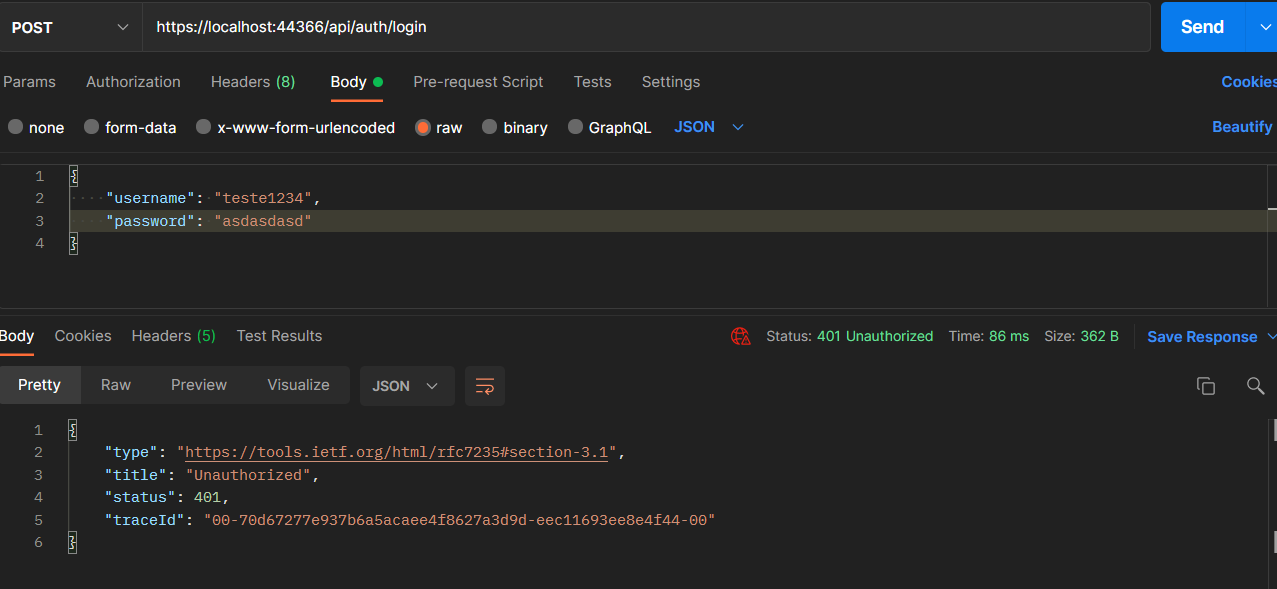 POST https://localhost:44366/api/auth/login Send
Params Authorization Headers (8) Body Pre-request Script Tests Settings Cookies
none form-data x-www-form-urlencoded raw binary GraphQL JSON Beautify
1 {
2 ····"username":·"teste1234",
3 ····"password":·"asdasdasd"
4 }
Body Cookies Headers (5) Test Results Status: 401 Unauthorized Time: 86 ms Size: 362 B Save Response
Pretty Raw Preview Visualize JSON
1 {
2 "type": "https://tools.ietf.org/html/rfc7235#section-3.1",
3 "title": "Unauthorized",
4 "status": 401,
5 "traceId": "00-70d67277e937b6a5acaee4f8627a3d9d-eec11693ee8e4f44-00"
6 }